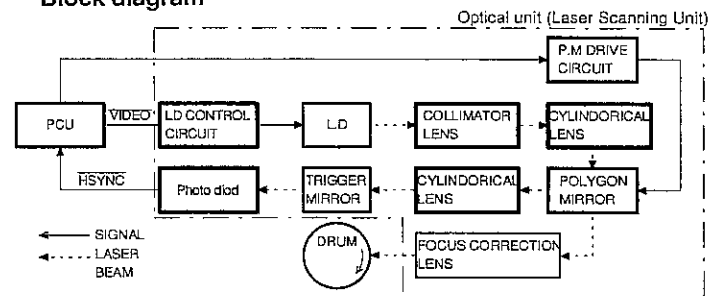 Block diagram
Optical unit (Laser Scanning Unit)
P.M DRIVE
CIRCUIT
PCU
VIDEO
LD CONTROL
CIRCUIT
LD
COLLIMATOR
LENS
CYLINDORICAL
LENS
HSYNC
Photo diod
TRIGGER
MIRROR
CYLINDORICAL
LENS
POLYGON
MIRROR
SIGNAL
LASER
BEAM
DRUM
FOCUS CORRECTION
LENS